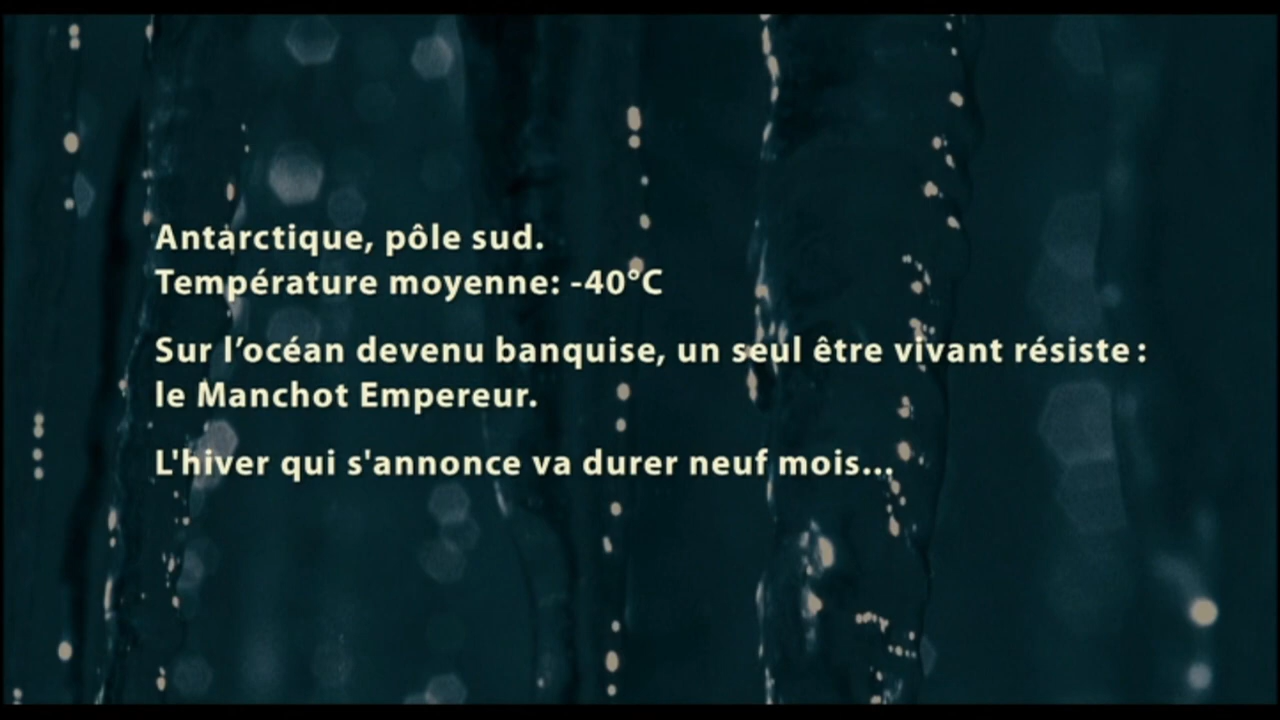 Antarctique, pôle sud.
Température moyenne: -40°C
Sur l’océan devenu banquise, un seul être vivant résiste :
le Manchot Empereur.
L'hiver qui s'annonce va durer neuf mois...